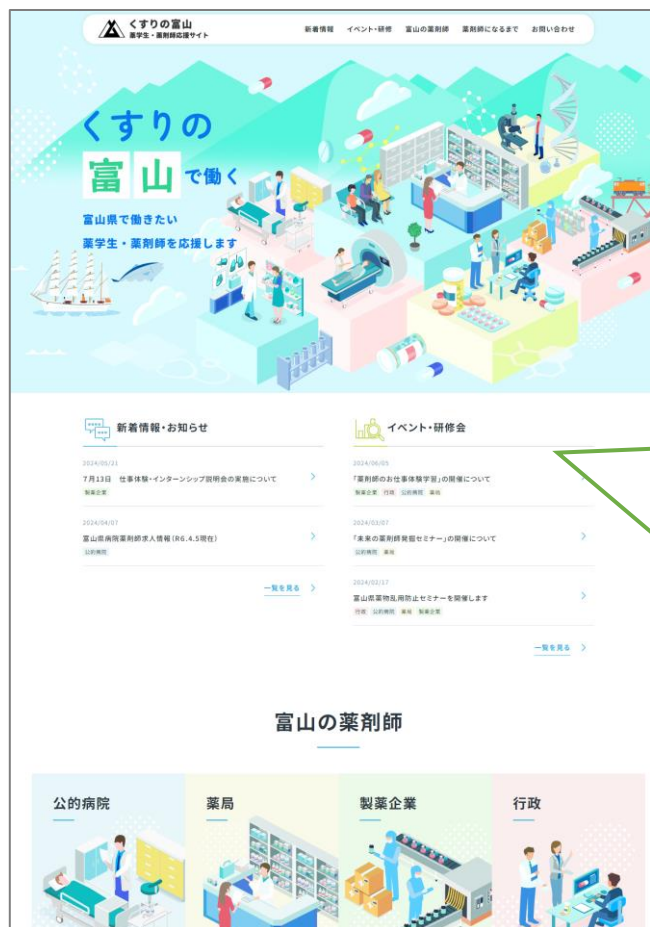 くすりの富山
薬学生・薬剤師応援サイト
新着情報 イベント・研修 富山の薬剤師 薬剤師になるまで お問い合わせ
くすりの
富山で働く
富山県で働きたい
薬学生・薬剤師を応援します
新着情報・お知らせ
2024/05/21
7月13日 仕事体験・インターンシップ説明会の実施について
製薬企業
2024/04/07
富山県病院薬剤師求人情報(R6.4.5現在)
公的病院
一覧を見る
イベント・研修会
2024/06/05
「薬剤師のお仕事体験学習」の開催について
製薬企業 行政 公的病院 薬局
2024/03/07
「未来の薬剤師発掘セミナー」の開催について
公的病院 薬局
2024/03/17
富山県薬物乱用防止セミナーを開催します
行政 公的病院 薬局 製薬企業
一覧を見る
富山の薬剤師
公的病院
薬局
製薬企業
行政